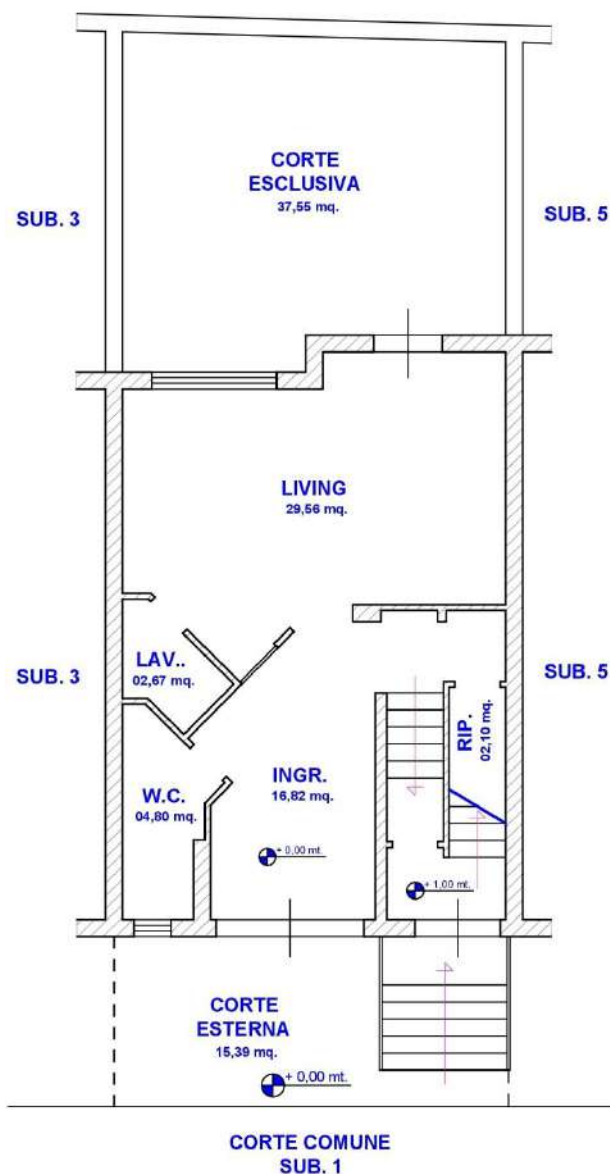 CORTE
ESCLUSIVA
37,55 mq.
SUB. 3
SUB. 5
LIVING
29,56 mq.
LAV..
02,67 mq.
SUB. 3
SUB. 5
RIP.
02,10 mq.
INGR.
16,82 mq.
W.C.
04,80 mq.
+ 0,00 mt.
+ 1,00 mt.
CORTE
ESTERNA
15,39 mq.
+ 0,00 mt.
CORTE COMUNE
SUB. 1